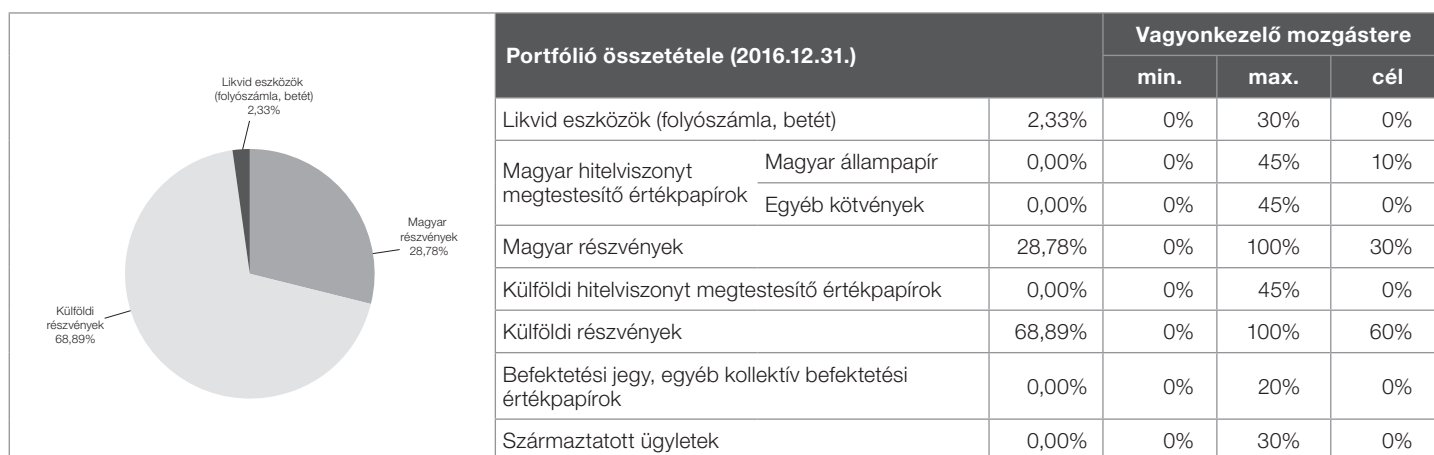 Likvid eszközök
(folyószámla, betét)
2,33%
Magyar
részvények
28,78%
Külföldi
részvények
68,89%
Portfólió összetétele (2016.12.31.)
Vagyonkezelő mozgástere
min. max. cél
Likvid eszközök (folyószámla, betét) 2,33% 0% 30% 0%
Magyar hitelviszonyt
megtestesítő értékpapírok
Magyar állampapír 0,00% 0% 45% 10%
Egyéb kötvények 0,00% 0% 45% 0%
Magyar részvények 28,78% 0% 100% 30%
Külföldi hitelviszonyt megtestesítő értékpapírok 0,00% 0% 45% 0%
Külföldi részvények 68,89% 0% 100% 60%
Befektetési jegy, egyéb kollektív befektetési
értékpapírok 0,00% 0% 20% 0%
Származtatott ügyletek 0,00% 0% 30% 0%